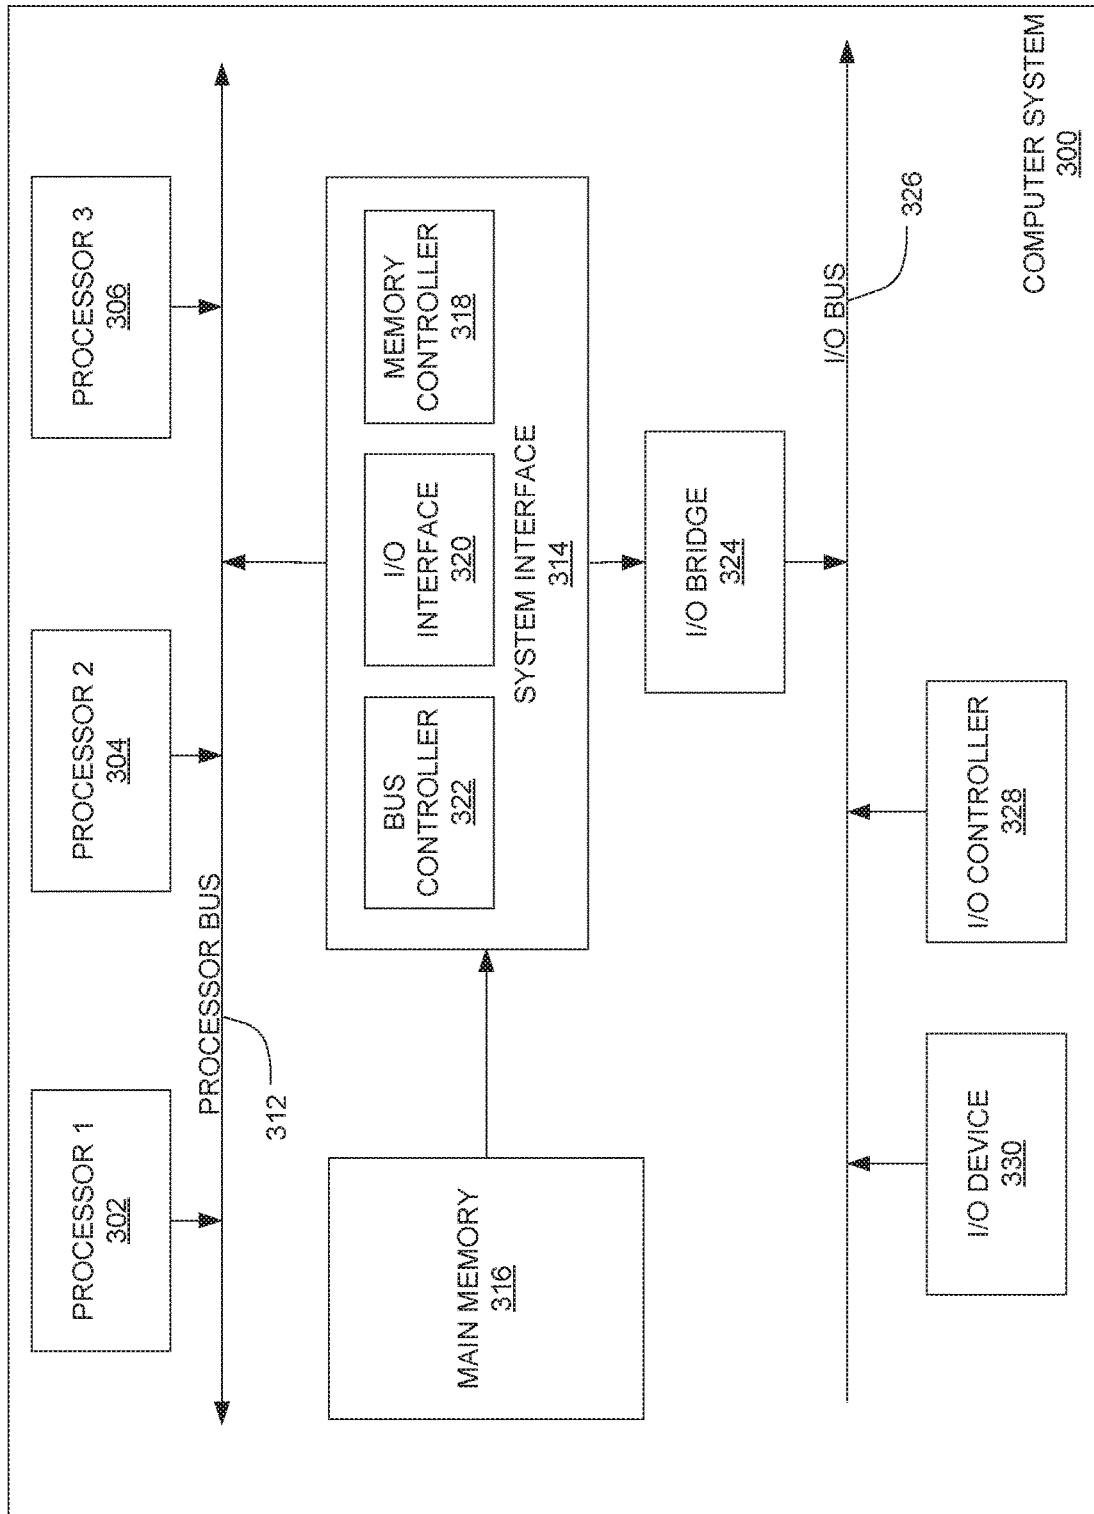 PROCESSOR 1
302
PROCESSOR 2
304
PROCESSOR 3
306
PROCESSOR BUS
312
MAIN MEMORY
316
BUS
CONTROLLER
322
I/O
INTERFACE
320
MEMORY
CONTROLLER
318
SYSTEM INTERFACE
314
I/O BRIDGE
324
I/O BUS
326
I/O DEVICE
330
I/O CONTROLLER
328
COMPUTER SYSTEM
300